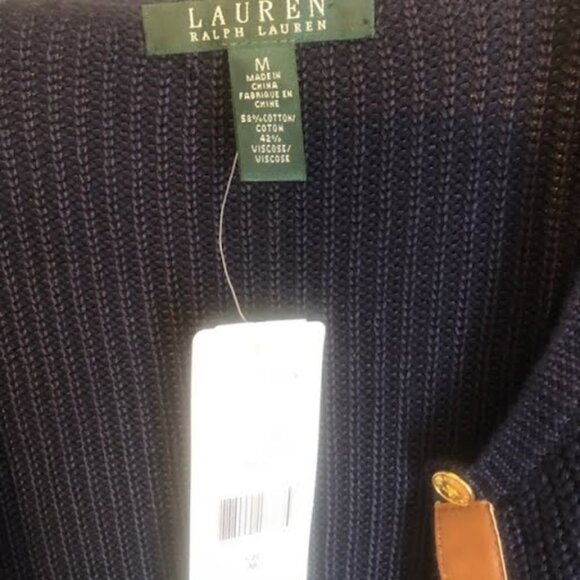 LAUREN
RALPH LAUREN
M
MADE IN
CHINA
FABRIQUE EN
CHINE
58%COTTON/
COTON
42%
VISCOSE/
VISCOSE